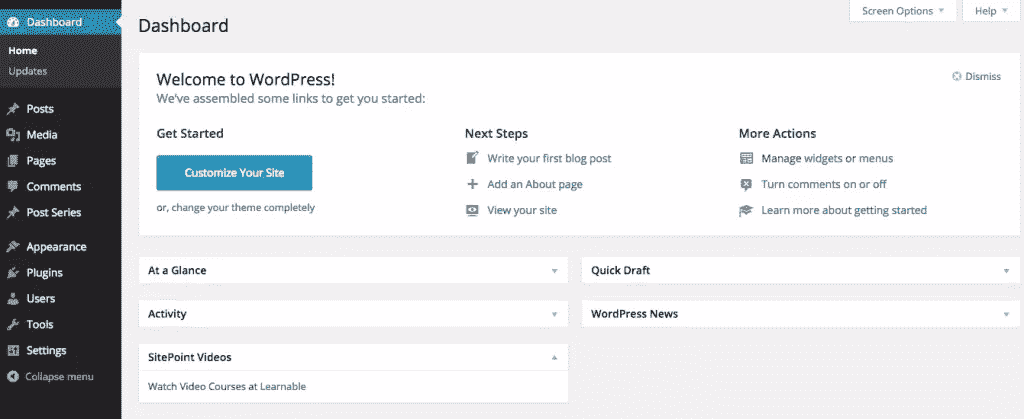 Dashboard
Home
Updates
Posts
Media
Pages
Comments
Post Series
Appearance
Plugins
Users
Tools
Settings
Collapse menu
Screen Options
Help
Dashboard
Welcome to WordPress!
We've assembled some links to get you started:
Dismiss
Get Started
Customize Your Site
or, change your theme completely
Next Steps
Write your first blog post
Add an About page
View your site
More Actions
Manage widgets or menus
Turn comments on or off
Learn more about getting started
At a Glance
Activity
SitePoint Videos
Watch Video Courses at Learnable
Quick Draft
WordPress News